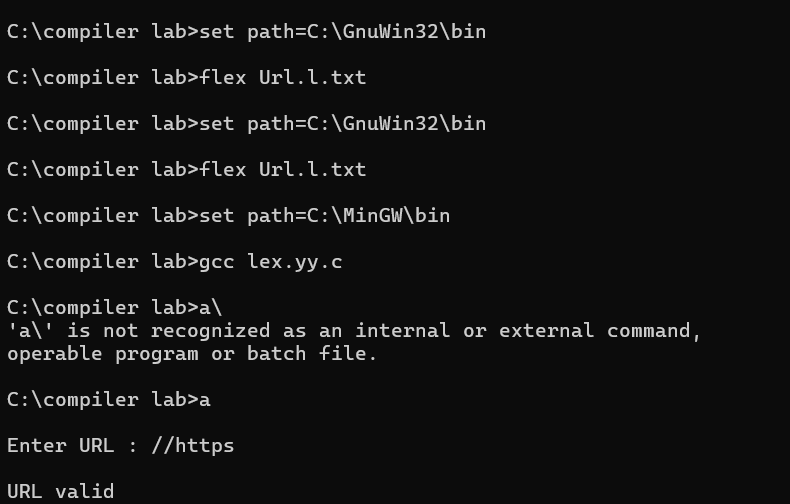 C:\compiler lab>set path=C:\GnuWin32\bin
C:\compiler lab>flex Url.l.txt
C:\compiler lab>set path=C:\GnuWin32\bin
C:\compiler lab>flex Url.l.txt
C:\compiler lab>set path=C:\MinGW\bin
C:\compiler lab>gcc lex.yy.c
C:\compiler lab>a\
'a\' is not recognized as an internal or external command,
operable program or batch file.
C:\compiler lab>a
Enter URL : //https
URL valid